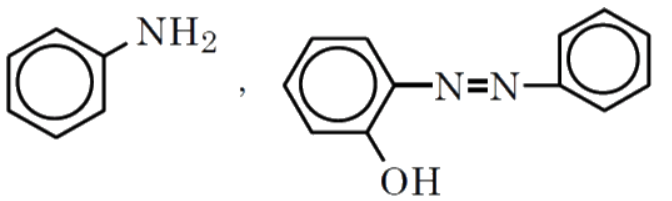 NH₂
,
N=N
OH